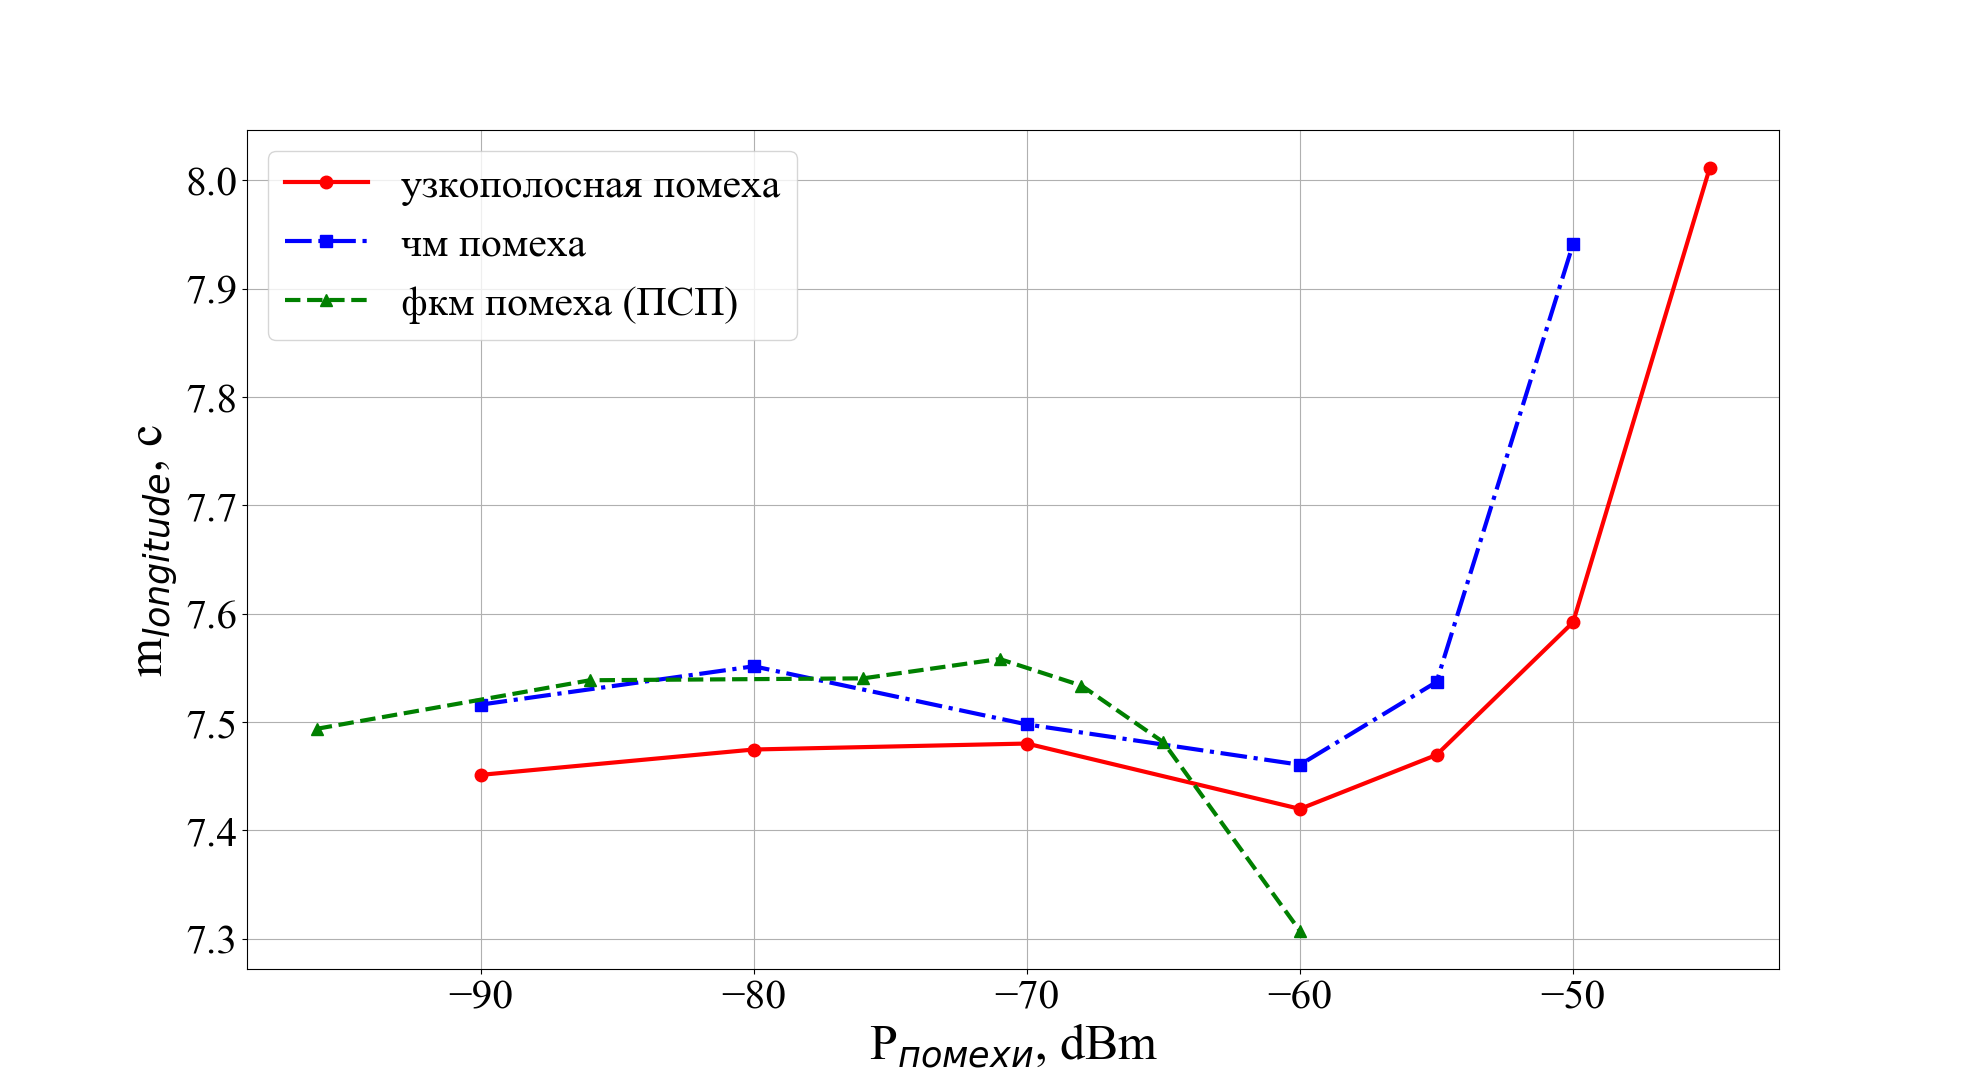 узкополосная помеха
чм помеха
фкм помеха (ПСП)
8.0
7.9
7.8
7.7
7.6
7.5
7.4
7.3
m_longitude, c
−90 −80 −70 −60 −50
P_помехи, dBm